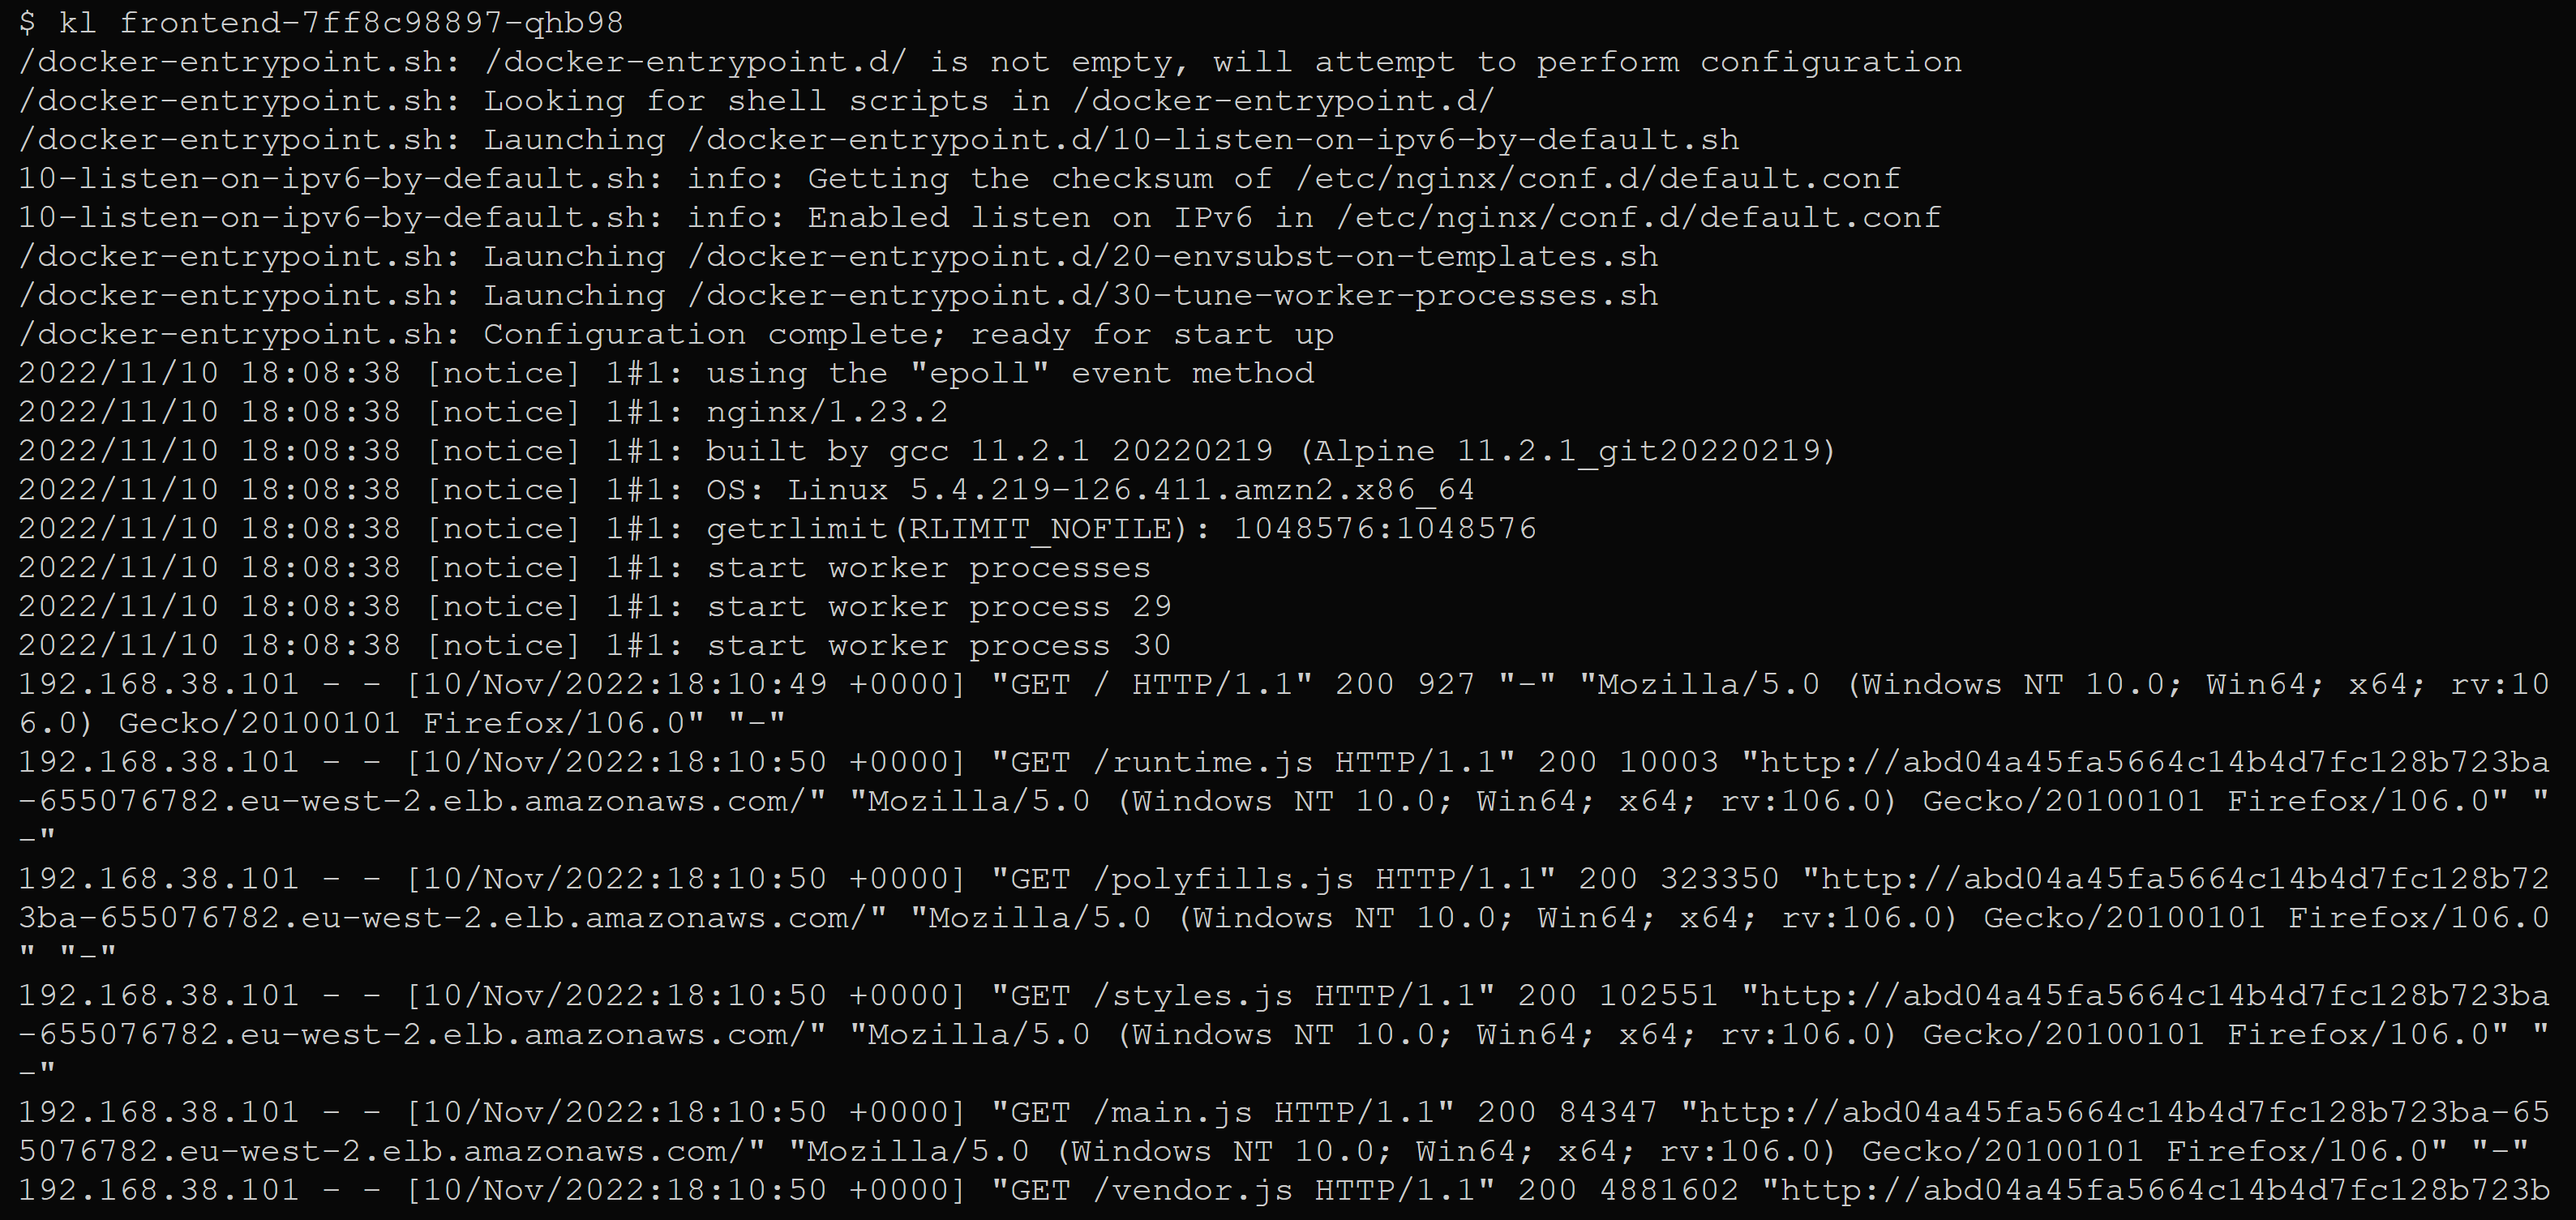 $ kl frontend-7ff8c98897-qhb98
/docker-entrypoint.sh: /docker-entrypoint.d/ is not empty, will attempt to perform configuration
/docker-entrypoint.sh: Looking for shell scripts in /docker-entrypoint.d/
/docker-entrypoint.sh: Launching /docker-entrypoint.d/10-listen-on-ipv6-by-default.sh
10-listen-on-ipv6-by-default.sh: info: Getting the checksum of /etc/nginx/conf.d/default.conf
10-listen-on-ipv6-by-default.sh: info: Enabled listen on IPv6 in /etc/nginx/conf.d/default.conf
/docker-entrypoint.sh: Launching /docker-entrypoint.d/20-envsubst-on-templates.sh
/docker-entrypoint.sh: Launching /docker-entrypoint.d/30-tune-worker-processes.sh
/docker-entrypoint.sh: Configuration complete; ready for start up
2022/11/10 18:08:38 [notice] 1#1: using the "epoll" event method
2022/11/10 18:08:38 [notice] 1#1: nginx/1.23.2
2022/11/10 18:08:38 [notice] 1#1: built by gcc 11.2.1 20220219 (Alpine 11.2.1_git20220219)
2022/11/10 18:08:38 [notice] 1#1: OS: Linux 5.4.219-126.411.amzn2.x86_64
2022/11/10 18:08:38 [notice] 1#1: getrlimit(RLIMIT_NOFILE): 1048576:1048576
2022/11/10 18:08:38 [notice] 1#1: start worker processes
2022/11/10 18:08:38 [notice] 1#1: start worker process 29
2022/11/10 18:08:38 [notice] 1#1: start worker process 30
192.168.38.101 - - [10/Nov/2022:18:10:49 +0000] "GET / HTTP/1.1" 200 927 "-" "Mozilla/5.0 (Windows NT 10.0; Win64; x64; rv:10
6.0) Gecko/20100101 Firefox/106.0" "-"
192.168.38.101 - - [10/Nov/2022:18:10:50 +0000] "GET /runtime.js HTTP/1.1" 200 10003 "http://abd04a45fa5664c14b4d7fc128b723ba
-655076782.eu-west-2.elb.amazonaws.com/" "Mozilla/5.0 (Windows NT 10.0; Win64; x64; rv:106.0) Gecko/20100101 Firefox/106.0" "
-"
192.168.38.101 - - [10/Nov/2022:18:10:50 +0000] "GET /polyfills.js HTTP/1.1" 200 323350 "http://abd04a45fa5664c14b4d7fc128b72
3ba-655076782.eu-west-2.elb.amazonaws.com/" "Mozilla/5.0 (Windows NT 10.0; Win64; x64; rv:106.0) Gecko/20100101 Firefox/106.0
" "-"
192.168.38.101 - - [10/Nov/2022:18:10:50 +0000] "GET /styles.js HTTP/1.1" 200 102551 "http://abd04a45fa5664c14b4d7fc128b723ba
-655076782.eu-west-2.elb.amazonaws.com/" "Mozilla/5.0 (Windows NT 10.0; Win64; x64; rv:106.0) Gecko/20100101 Firefox/106.0" "
-"
192.168.38.101 - - [10/Nov/2022:18:10:50 +0000] "GET /main.js HTTP/1.1" 200 84347 "http://abd04a45fa5664c14b4d7fc128b723ba-65
5076782.eu-west-2.elb.amazonaws.com/" "Mozilla/5.0 (Windows NT 10.0; Win64; x64; rv:106.0) Gecko/20100101 Firefox/106.0" "-"
192.168.38.101 - - [10/Nov/2022:18:10:50 +0000] "GET /vendor.js HTTP/1.1" 200 4881602 "http://abd04a45fa5664c14b4d7fc128b723b